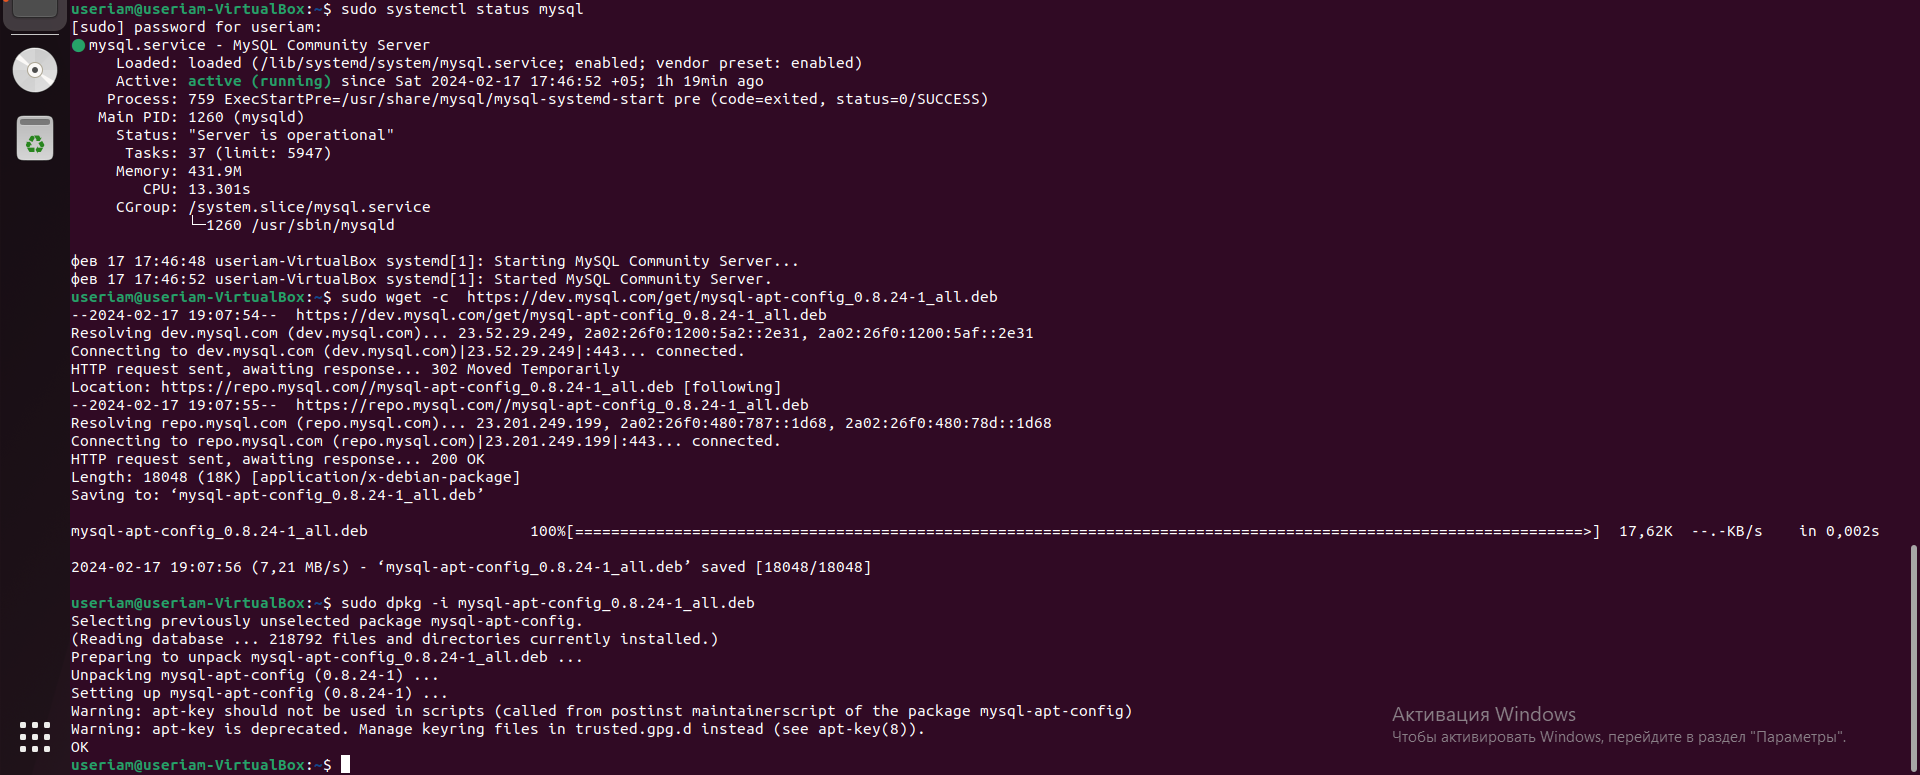 useriam@useriam-VirtualBox:~$ sudo systemctl status mysql
[sudo] password for useriam:
● mysql.service - MySQL Community Server
     Loaded: loaded (/lib/systemd/system/mysql.service; enabled; vendor preset: enabled)
     Active: active (running) since Sat 2024-02-17 17:46:52 +05; 1h 19min ago
    Process: 759 ExecStartPre=/usr/share/mysql/mysql-systemd-start pre (code=exited, status=0/SUCCESS)
   Main PID: 1260 (mysqld)
     Status: "Server is operational"
      Tasks: 37 (limit: 5947)
     Memory: 431.9M
        CPU: 13.301s
     CGroup: /system.slice/mysql.service
             └─1260 /usr/sbin/mysqld
фев 17 17:46:48 useriam-VirtualBox systemd[1]: Starting MySQL Community Server...
фев 17 17:46:52 useriam-VirtualBox systemd[1]: Started MySQL Community Server.
useriam@useriam-VirtualBox:~$ sudo wget -c  https://dev.mysql.com/get/mysql-apt-config_0.8.24-1_all.deb
--2024-02-17 19:07:54--  https://dev.mysql.com/get/mysql-apt-config_0.8.24-1_all.deb
Resolving dev.mysql.com (dev.mysql.com)... 23.52.29.249, 2a02:26f0:1200:5a2::2e31, 2a02:26f0:1200:5af::2e31
Connecting to dev.mysql.com (dev.mysql.com)|23.52.29.249|:443... connected.
HTTP request sent, awaiting response... 302 Moved Temporarily
Location: https://repo.mysql.com//mysql-apt-config_0.8.24-1_all.deb [following]
--2024-02-17 19:07:55--  https://repo.mysql.com//mysql-apt-config_0.8.24-1_all.deb
Resolving repo.mysql.com (repo.mysql.com)... 23.201.249.199, 2a02:26f0:480:787::1d68, 2a02:26f0:480:78d::1d68
Connecting to repo.mysql.com (repo.mysql.com)|23.201.249.199|:443... connected.
HTTP request sent, awaiting response... 200 OK
Length: 18048 (18K) [application/x-debian-package]
Saving to: ‘mysql-apt-config_0.8.24-1_all.deb’
mysql-apt-config_0.8.24-1_all.deb                  100%[================================================================================================================>]  17,62K  --.-KB/s    in 0,002s
2024-02-17 19:07:56 (7,21 MB/s) - ‘mysql-apt-config_0.8.24-1_all.deb’ saved [18048/18048]
useriam@useriam-VirtualBox:~$ sudo dpkg -i mysql-apt-config_0.8.24-1_all.deb
Selecting previously unselected package mysql-apt-config.
(Reading database ... 218792 files and directories currently installed.)
Preparing to unpack mysql-apt-config_0.8.24-1_all.deb ...
Unpacking mysql-apt-config (0.8.24-1) ...
Setting up mysql-apt-config (0.8.24-1) ...
Warning: apt-key should not be used in scripts (called from postinst maintainerscript of the package mysql-apt-config)
Warning: apt-key is deprecated. Manage keyring files in trusted.gpg.d instead (see apt-key(8)).
OK
useriam@useriam-VirtualBox:~$
Активация Windows
Чтобы активировать Windows, перейдите в раздел "Параметры".